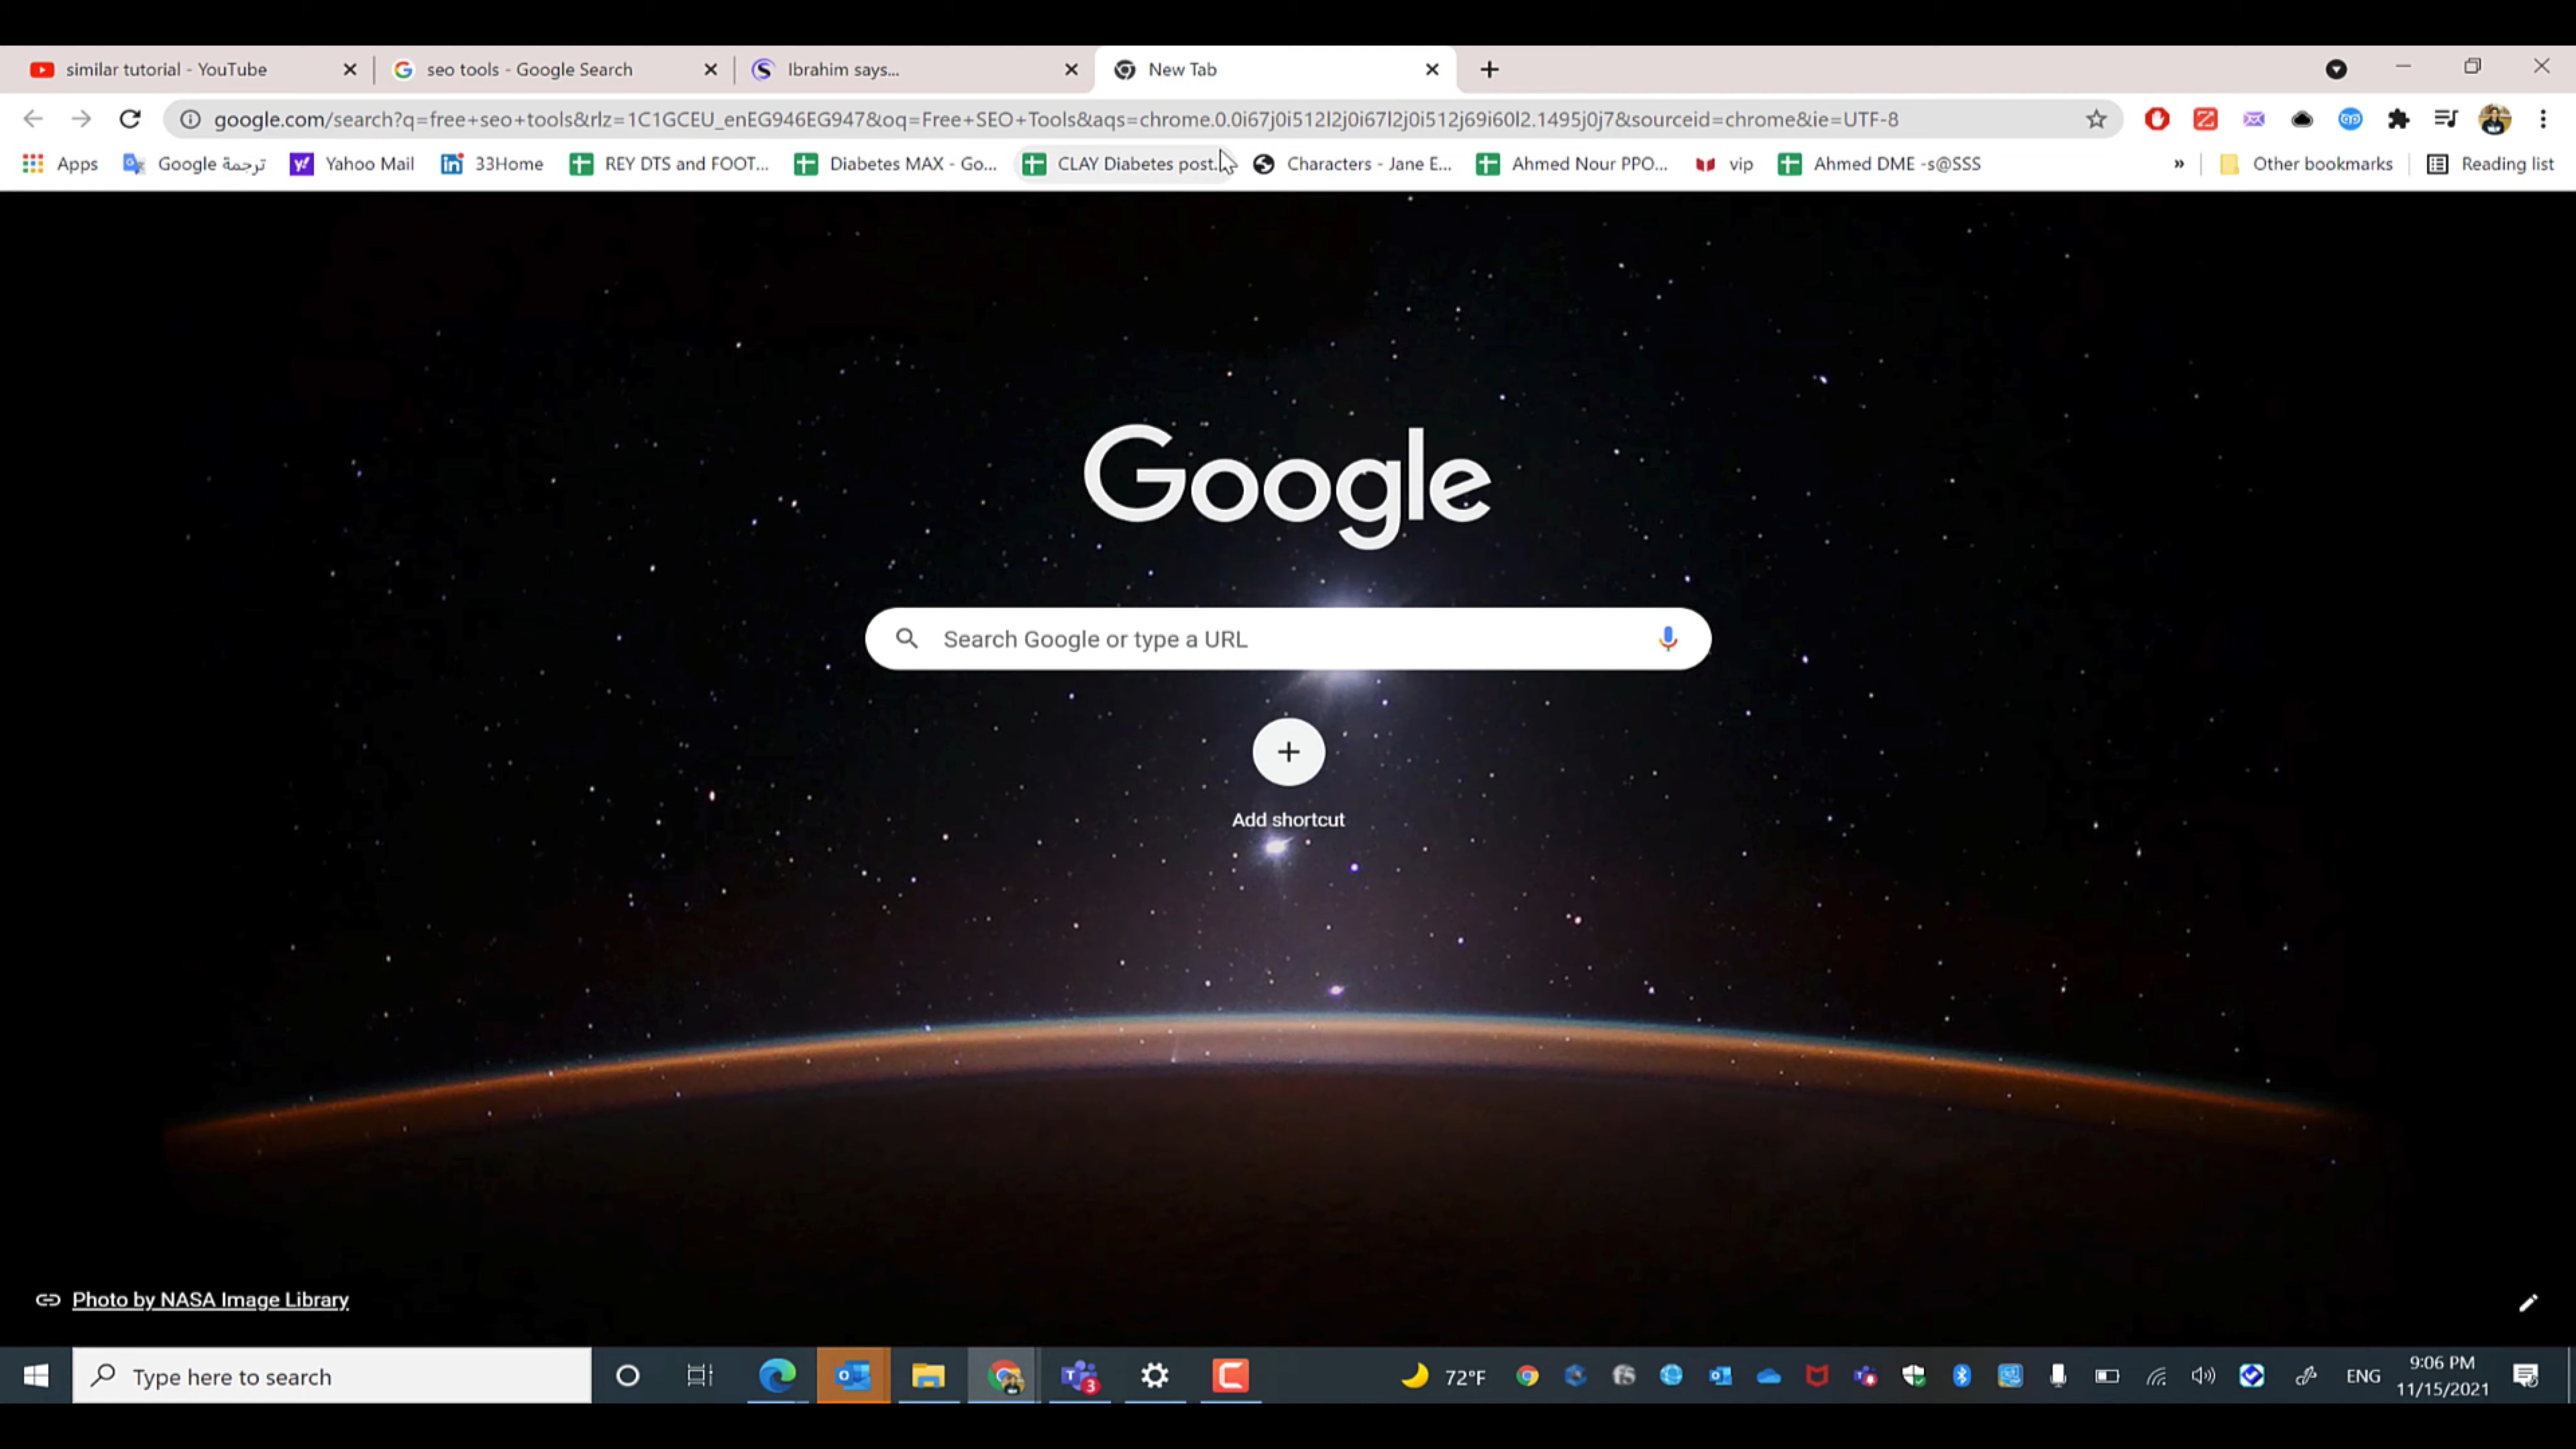 similar tutorial - YouTube
seo tools - Google Search
Ibrahim says...
New Tab
google.com/search?q=free+seo+tools&rlz=1C1GCEU_enEG946EG947&oq=Free+SEO+Tools&aqs=chrome.0.0i67j0i512l2j0i67l2j0i512j69i60l2.1495j0j7&sourceid=chrome&ie=UTF-8
Apps
Google ترجمة
Yahoo Mail
33Home
REY DTS and FOOT...
Diabetes MAX - Go...
CLAY Diabetes post...
Characters - Jane E...
Ahmed Nour PPO...
vip
Ahmed DME -s@SSS
»
Other bookmarks
Reading list
Google
Search Google or type a URL
Add shortcut
Photo by NASA Image Library
Type here to search
3
72°F
ENG
9:06 PM
11/15/2021